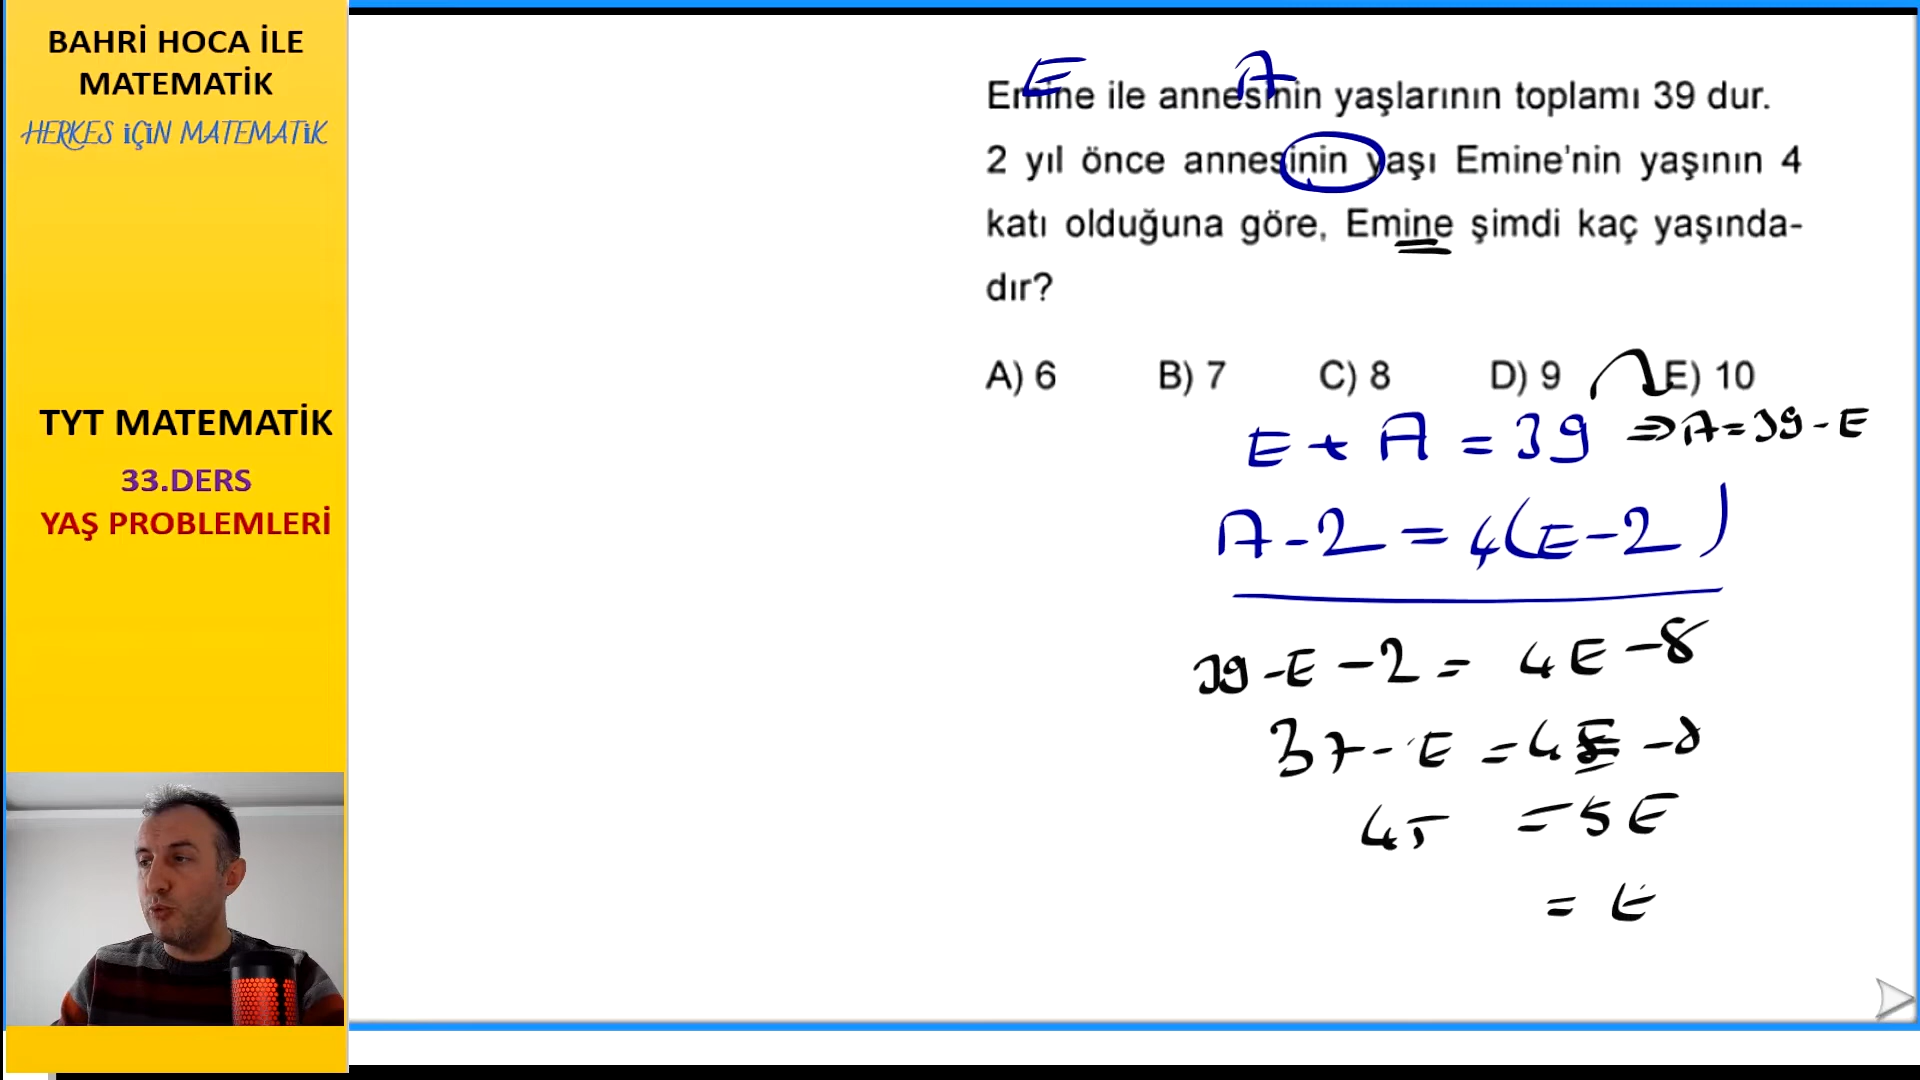 BAHRİ HOCA İLE
MATEMATİK
HERKES İÇİN MATEMATİK
TYT MATEMATİK
33.DERS
YAŞ PROBLEMLERİ
E A
Emine ile annesinin yaşlarının toplamı 39 dur.
2 yıl önce annesinin yaşı Emine'nin yaşının 4
katı olduğuna göre, Emine şimdi kaç yaşında-
dır?
A) 6 B) 7 C) 8 D) 9 E) 10
E + A = 39 ⇒ A = 39 - E
A - 2 = 4(E - 2)
39 - E - 2 = 4E - 8
37 - E = 4E - 8
45 = 5E
= E